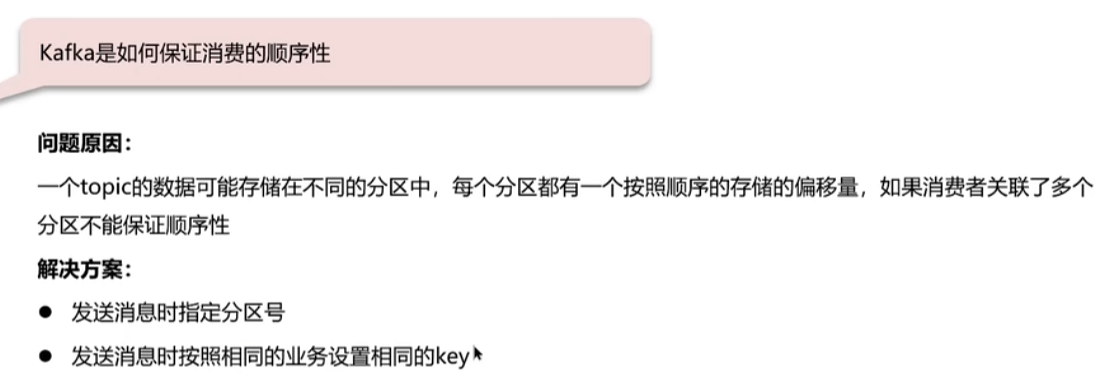 Kafka是如何保证消费的顺序性
问题原因：
一个topic的数据可能存储在不同的分区中，每个分区都有一个按照顺序的存储的偏移量，如果消费者关联了多个
分区不能保证顺序性
解决方案：
● 发送消息时指定分区号
● 发送消息时按照相同的业务设置相同的key